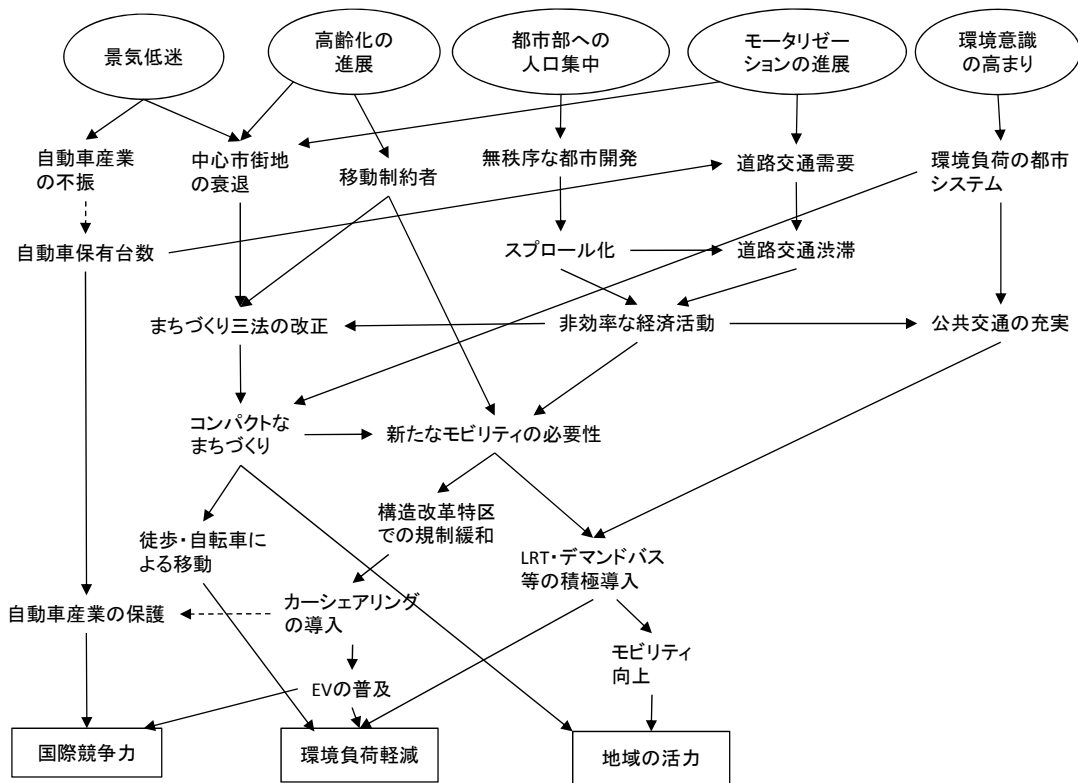 景気低迷
高齢化の
進展
都市部への
人口集中
モータリゼー
ションの進展
環境意識
の高まり
自動車産業
の不振
中心市街地
の衰退
移動制約者
無秩序な都市開発
道路交通需要
環境負荷の都市
システム
自動車保有台数
スプロール化
道路交通渋滞
まちづくり三法の改正
非効率な経済活動
公共交通の充実
コンパクトな
まちづくり
新たなモビリティの必要性
構造改革特区
での規制緩和
徒歩・自転車に
よる移動
LRT・デマンドバス
等の積極導入
自動車産業の保護
カーシェアリング
の導入
モビリティ
向上
EVの普及
国際競争力
環境負荷軽減
地域の活力